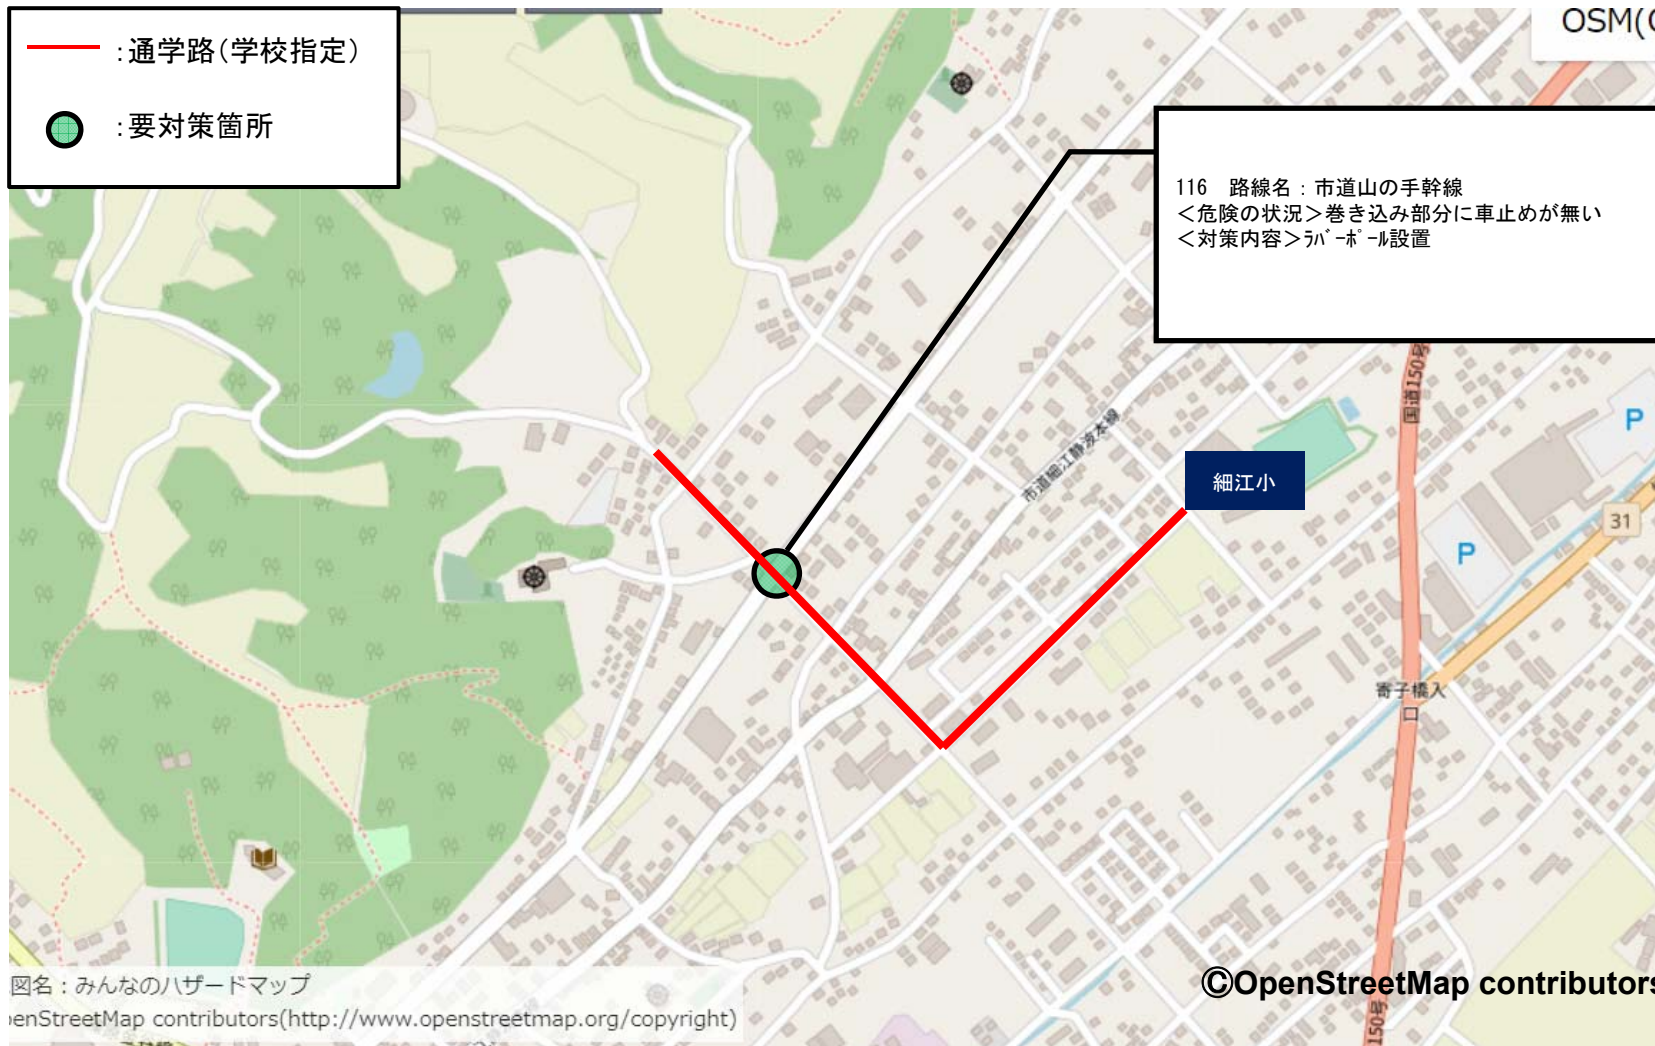 :通学路(学校指定)
:要対策箇所
OSM(
116 路線名：市道山の手幹線
＜危険の状況＞巻き込み部分に車止めが無い
＜対策内容＞ﾗﾊﾞｰﾎﾟｰﾙ設置
国道150号
P
市道細江静波本線
細江小
31
P
寄子橋入
口
図名：みんなのハザードマップ
©OpenStreetMap contributors
enStreetMap contributors(http://www.openstreetmap.org/copyright)
150号